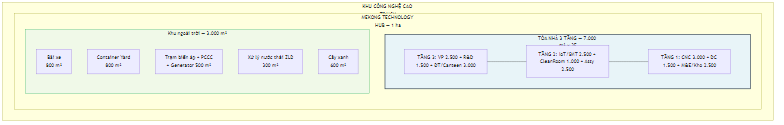 KHU CÔNG NGHỆ CAO
MEKONG TECHNOLOGY
HUB — 1 ha
Khu ngoài trời — 3.000 m²
Bãi xe
800 m²
Container Yard
800 m²
Trạm biến áp + PCCC
+ Generator 500 m²
Xử lý nước thải ZLD
300 m²
Cây xanh
600 m²
TÒA NHÀ 3 TẦNG — 7.000
TẦNG 3: VP 2.500 + R&D
1.500 + ĐT/Canteen 3.000
TẦNG 2: IoT/BKT 2.500 +
CleanRoom 1.000 + Assy
3.500
TẦNG 1: CNC 3.000 + DC
1.500 + M&E/Kho 2.500